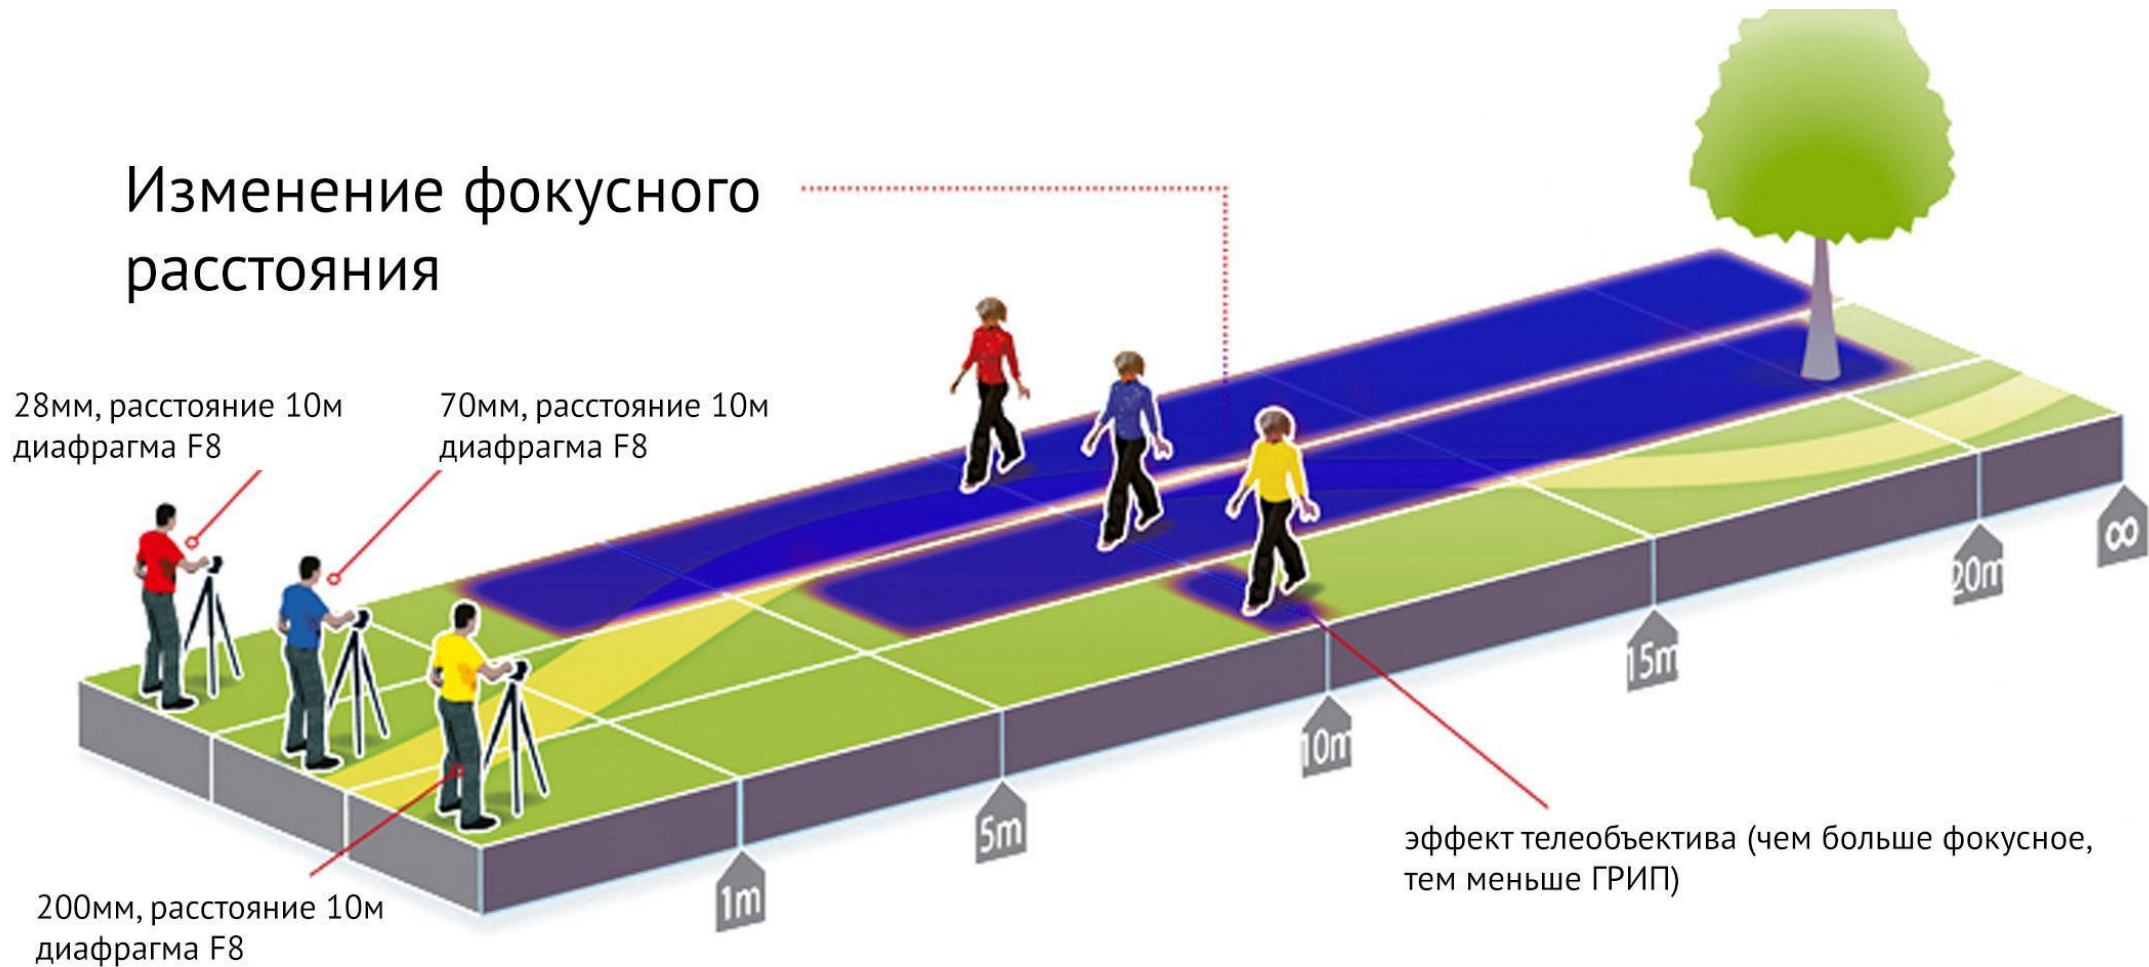 Изменение фокусного
расстояния
28мм, расстояние 10м
диафрагма F8
70мм, расстояние 10м
диафрагма F8
200мм, расстояние 10м
диафрагма F8
1m
5m
10m
15m
20m
∞
эффект телеобъектива (чем больше фокусное,
тем меньше ГРИП)